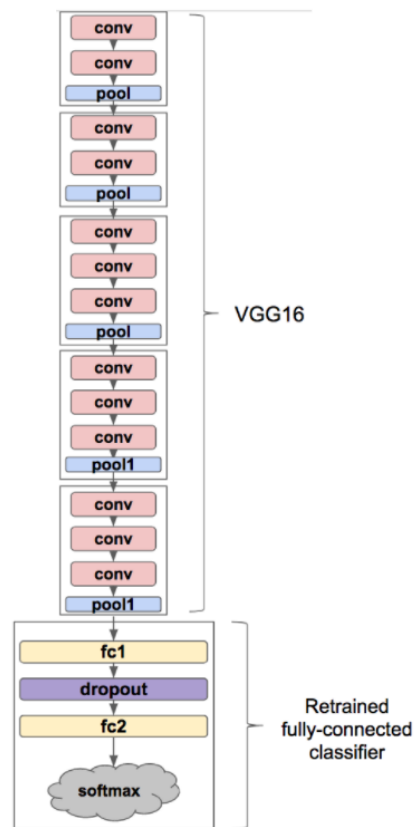 conv
conv
pool
conv
conv
pool
conv
conv
conv
pool
conv
conv
conv
pool1
conv
conv
conv
pool1
VGG16
fc1
dropout
fc2
softmax
Retrained
fully-connected
classifier